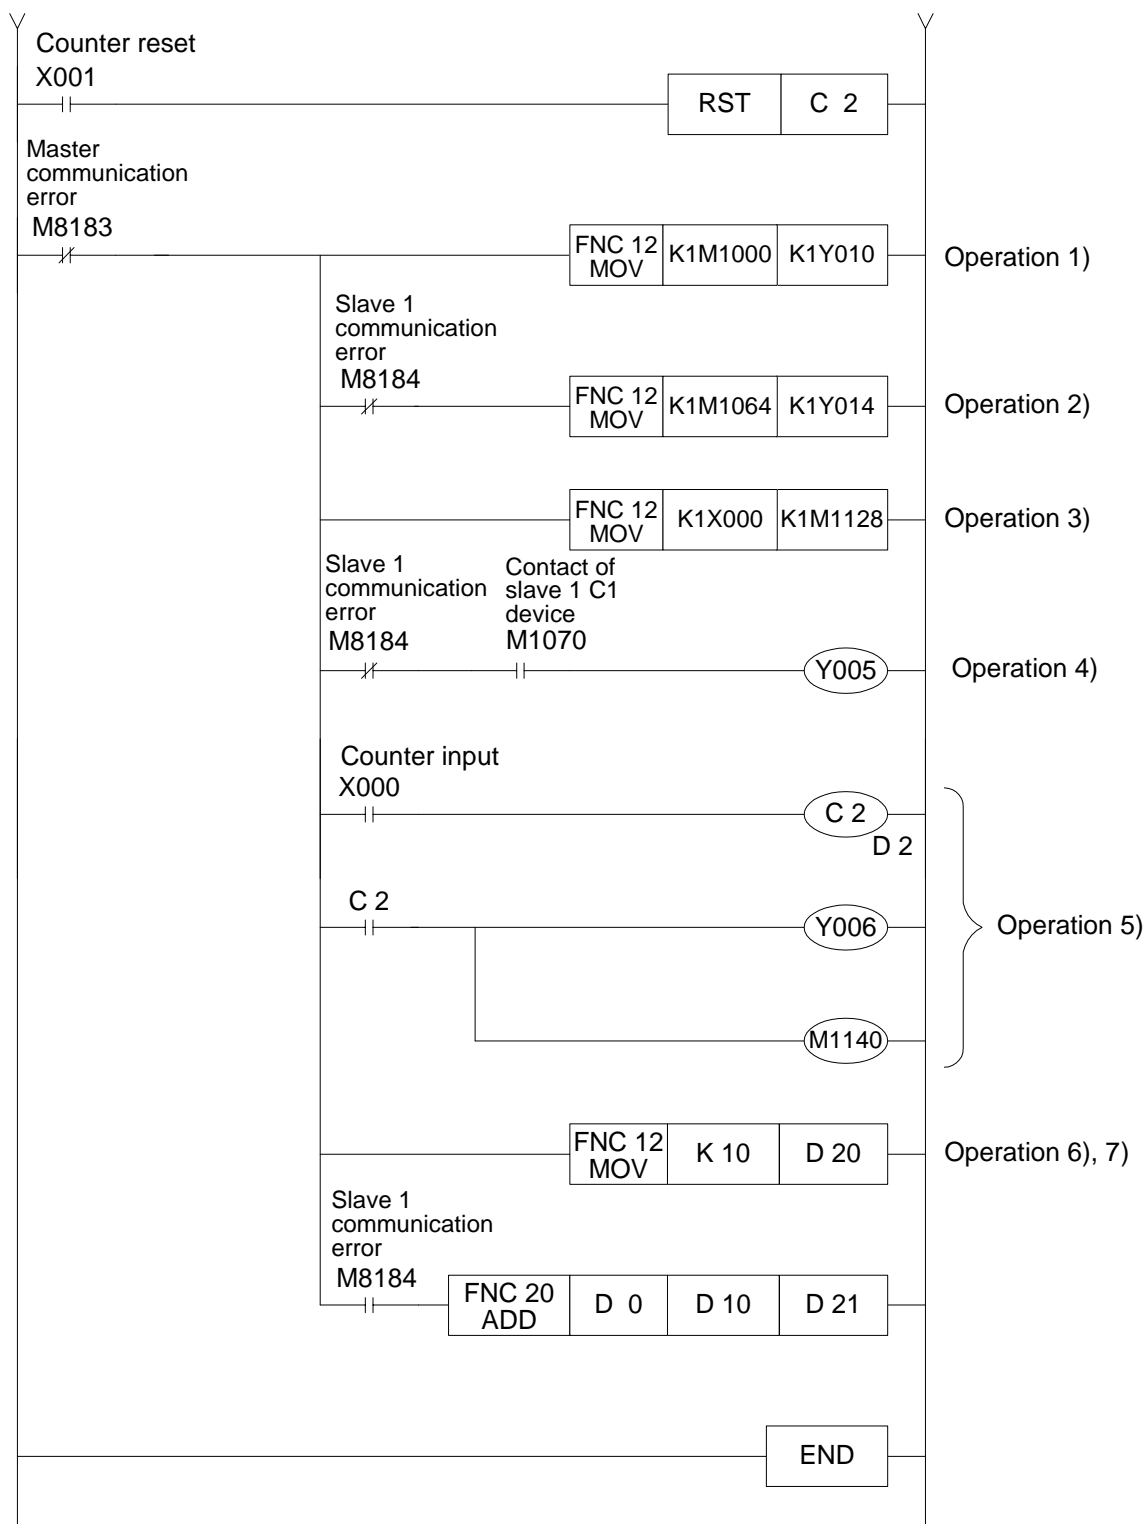 Counter reset
X001
RST C 2
Master
communication
error
M8183
FNC 12
MOV
K1M1000 K1Y010
Operation 1)
Slave 1
communication
error
M8184
FNC 12
MOV
K1M1064 K1Y014
Operation 2)
FNC 12
MOV
K1X000 K1M1128
Operation 3)
Slave 1
communication
error
M8184
Contact of
slave 1 C1
device
M1070
Y005
Operation 4)
Counter input
X000
C 2
D 2
C 2
Y006
Operation 5)
M1140
FNC 12
MOV
K 10 D 20
Operation 6), 7)
Slave 1
communication
error
M8184
FNC 20
ADD
D 0 D 10 D 21
END